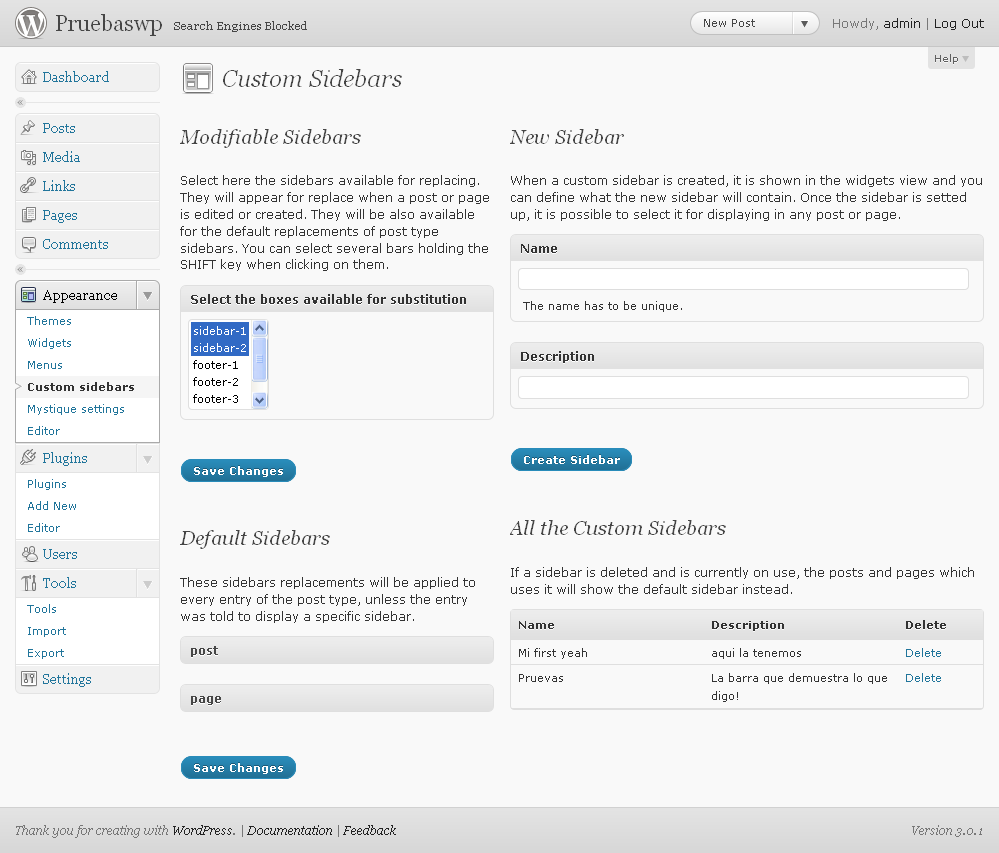 Pruebaswp Search Engines Blocked
New Post
Howdy, admin | Log Out
Help
Dashboard
Posts
Media
Links
Pages
Comments
Appearance
Themes
Widgets
Menus
Custom sidebars
Mystique settings
Editor
Plugins
Plugins
Add New
Editor
Users
Tools
Tools
Import
Export
Settings
Custom Sidebars
Modifiable Sidebars
Select here the sidebars available for replacing.
They will appear for replace when a post or page
is edited or created. They will be also available
for the default replacements of post type
sidebars. You can select several bars holding the
SHIFT key when clicking on them.
Select the boxes available for substitution
sidebar-1
sidebar-2
footer-1
footer-2
footer-3
Save Changes
Default Sidebars
These sidebars replacements will be applied to
every entry of the post type, unless the entry
was told to display a specific sidebar.
post
page
Save Changes
New Sidebar
When a custom sidebar is created, it is shown in the widgets view and you
can define what the new sidebar will contain. Once the sidebar is setted
up, it is possible to select it for displaying in any post or page.
Name
The name has to be unique.
Description
Create Sidebar
All the Custom Sidebars
If a sidebar is deleted and is currently on use, the posts and pages which
uses it will show the default sidebar instead.
Name Description Delete
Mi first yeah aqui la tenemos Delete
Pruevas La barra que demuestra lo que Delete
digo!
Thank you for creating with WordPress. | Documentation | Feedback
Version 3.0.1